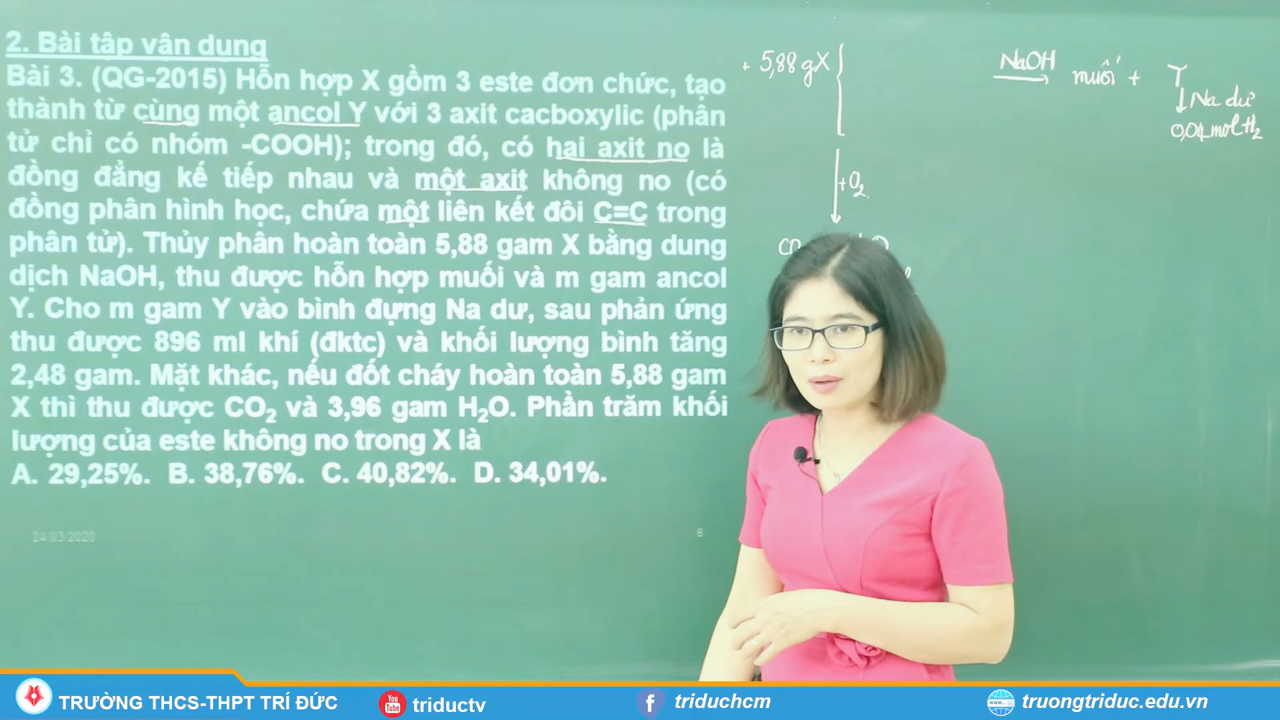 2. Bài tập vận dụng
Bài 3. (QG-2015) Hỗn hợp X gồm 3 este đơn chức, tạo
thành từ cùng một ancol Y với 3 axit cacboxylic (phân
tử chỉ có nhóm -COOH); trong đó, có hai axit no là
đồng đẳng kế tiếp nhau và một axit không no (có
đồng phân hình học, chứa một liên kết đôi C=C trong
phân tử). Thủy phân hoàn toàn 5,88 gam X bằng dung
dịch NaOH, thu được hỗn hợp muối và m gam ancol
Y. Cho m gam Y vào bình đựng Na dư, sau phản ứng
thu được 896 ml khí (đktc) và khối lượng bình tăng
2,48 gam. Mặt khác, nếu đốt cháy hoàn toàn 5,88 gam
X thì thu được CO2 và 3,96 gam H2O. Phần trăm khối
lượng của este không no trong X là
A. 29,25%. B. 38,76%. C. 40,82%. D. 34,01%.
24/03/2020
6
+ 5,88 gX
NaOH
muối + Y
Na dư
0,04 mol H2
+O2
TRƯỜNG THCS-THPT TRÍ ĐỨC
You Tube
triductv
f
triduchcm
www...
truongtriduc.edu.vn